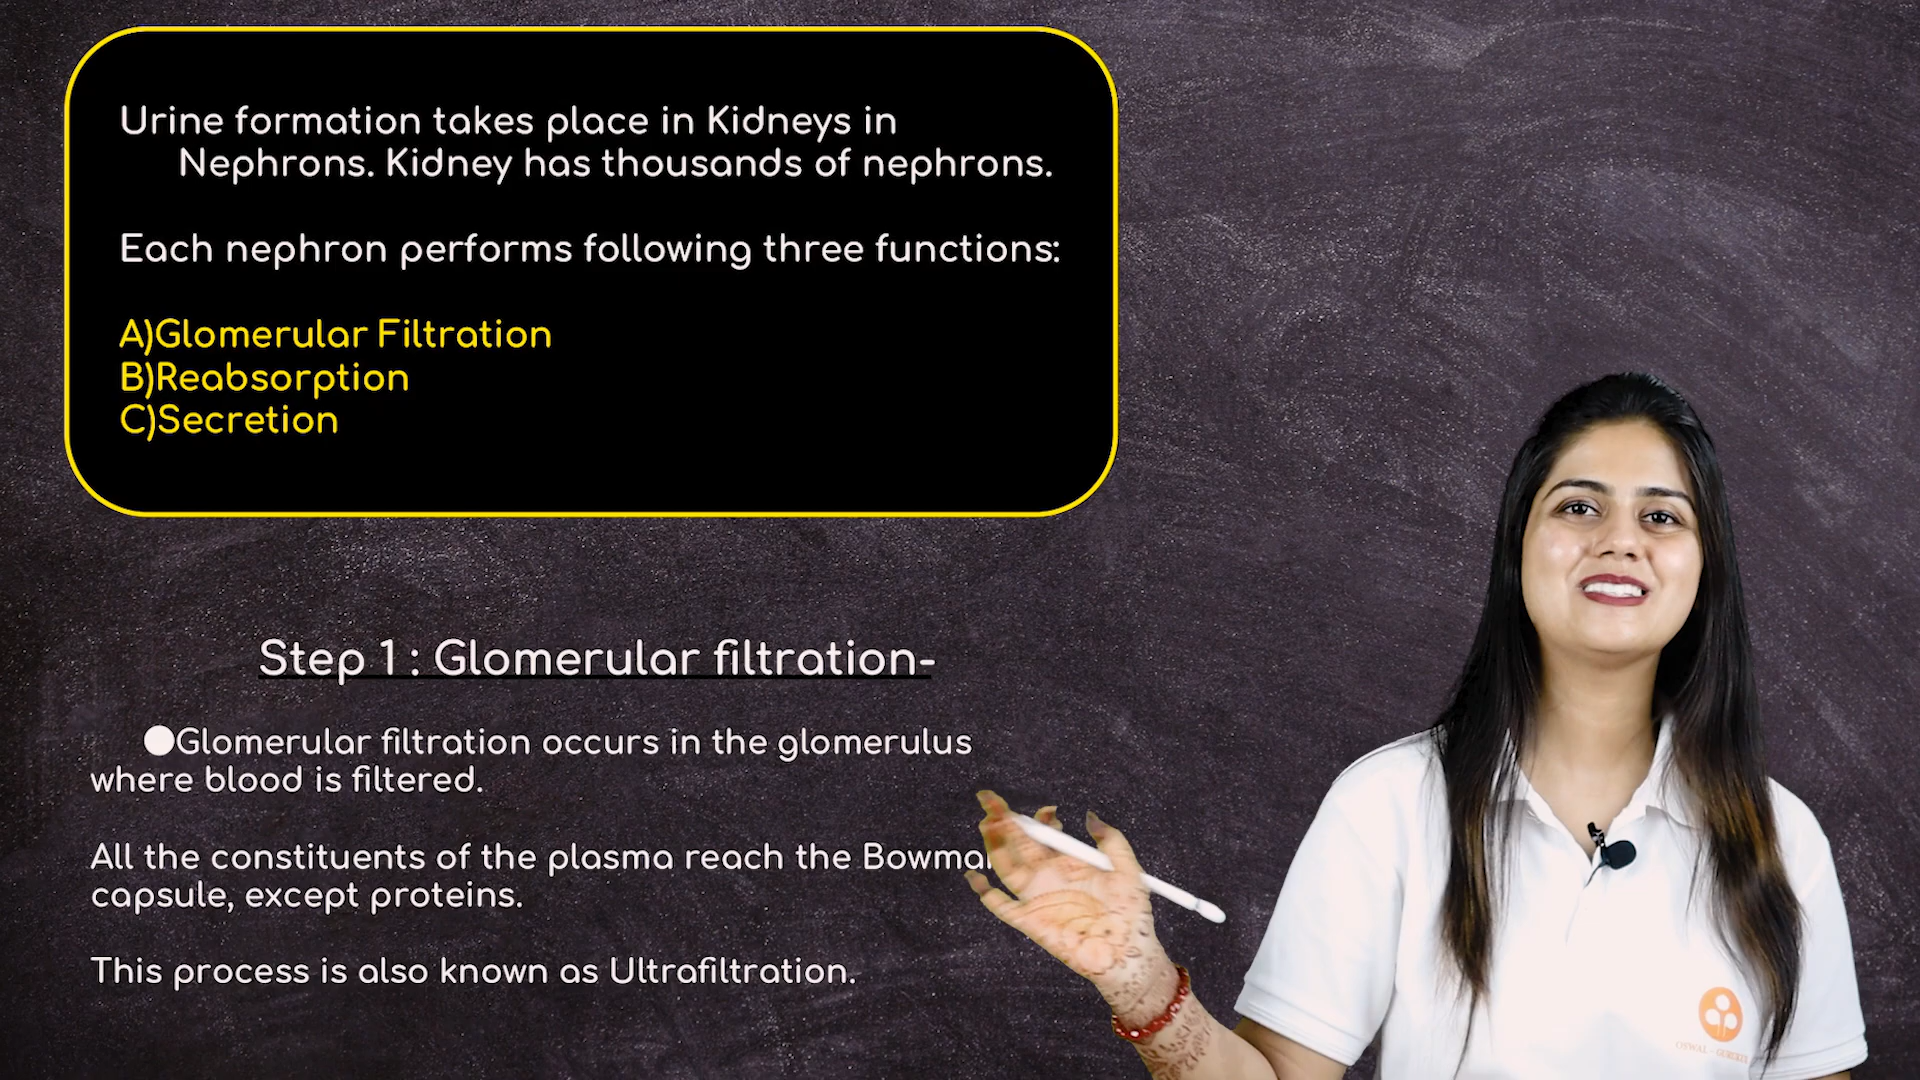 Urine formation takes place in Kidneys in
Nephrons. Kidney has thousands of nephrons.
Each nephron performs following three functions:
A)Glomerular Filtration
B)Reabsorption
C)Secretion
Step 1 : Glomerular filtration-
●Glomerular filtration occurs in the glomerulus
where blood is filtered.
All the constituents of the plasma reach the
capsule, except proteins.
This process is also known as Ultrafiltration.